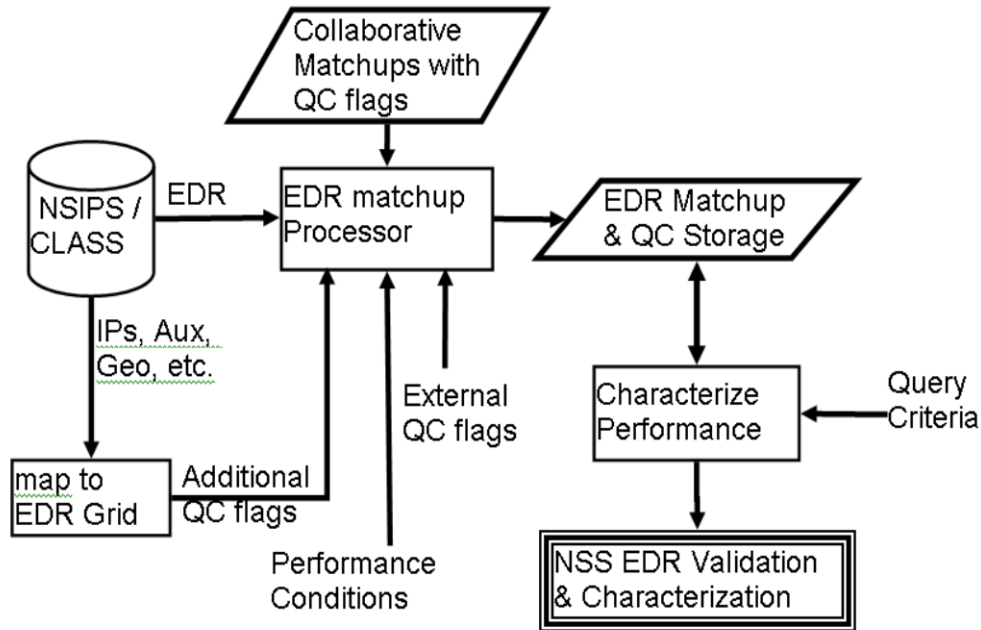 Collaborative
Matchups with
QC flags
NSIPS /
CLASS
EDR
EDR matchup
Processor
EDR Matchup
& QC Storage
IPs, Aux,
Geo, etc.
External
QC flags
Characterize
Performance
Query
Criteria
map to
EDR Grid
Additional
QC flags
Performance
Conditions
NSS EDR Validation
& Characterization